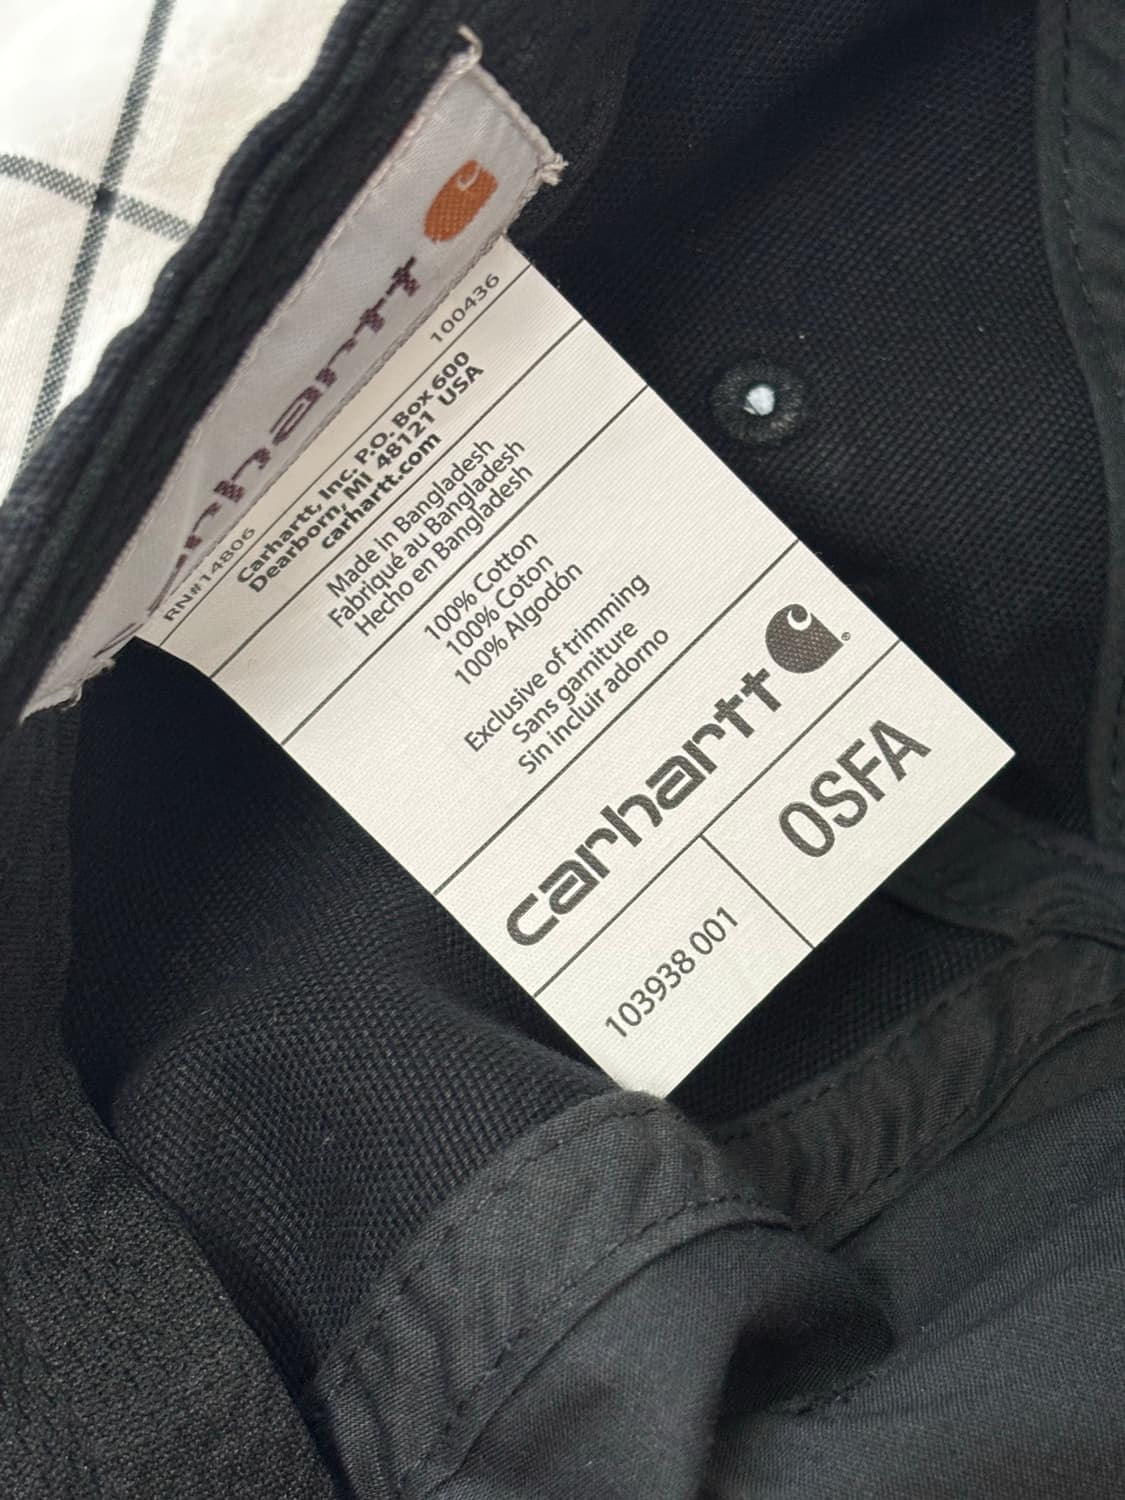 carhartt
RN#14806 100436
Carhartt, Inc. P.O. Box 600
Dearborn, MI 48121 USA
carhartt.com
Made in Bangladesh
Fabriqué au Bangladesh
Hecho en Bangladesh
100% Cotton
100% Coton
100% Algodón
Exclusive of trimming
Sans garniture
Sin incluir adorno
carhartt®
103938 001 OSFA